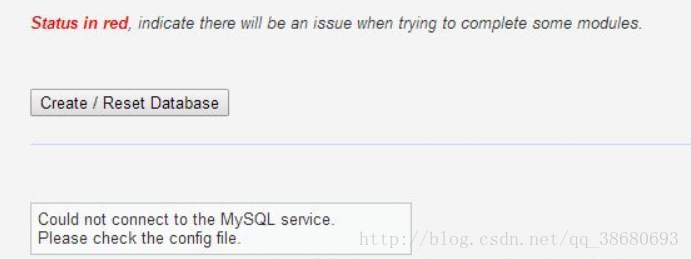 Status in red, indicate there will be an issue when trying to complete some modules.
Create / Reset Database
Could not connect to the MySQL service.
Please check the config file.
http://blog.csdn.net/qq_38680693